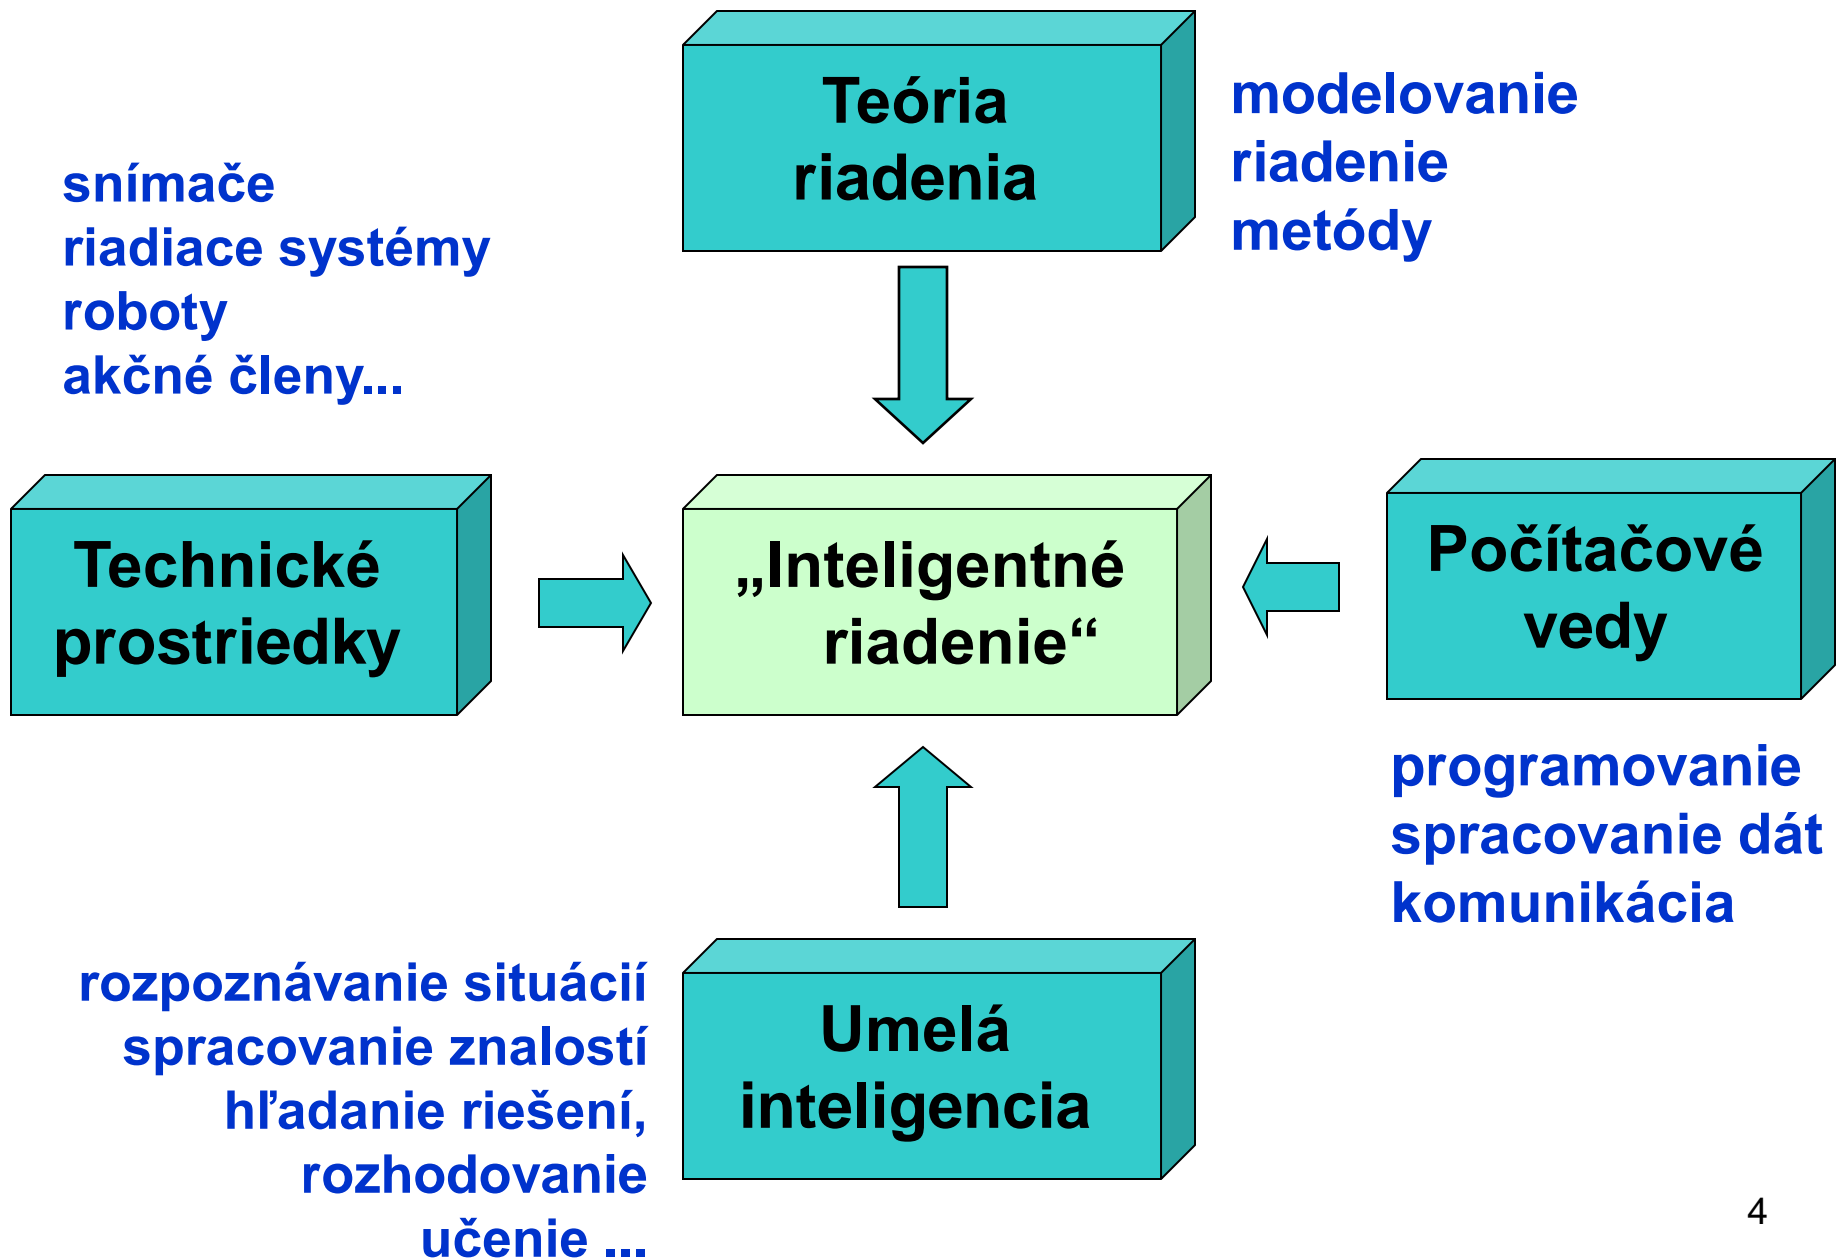 Teória
riadenia
modelovanie
riadenie
metódy
snímače
riadiace systémy
roboty
akčné členy...
Technické
prostriedky
„Inteligentné
riadenie“
Počítačové
vedy
programovanie
spracovanie dát
komunikácia
rozpoznávanie situácií
spracovanie znalostí
hľadanie riešení,
rozhodovanie
učenie ...
Umelá
inteligencia
4